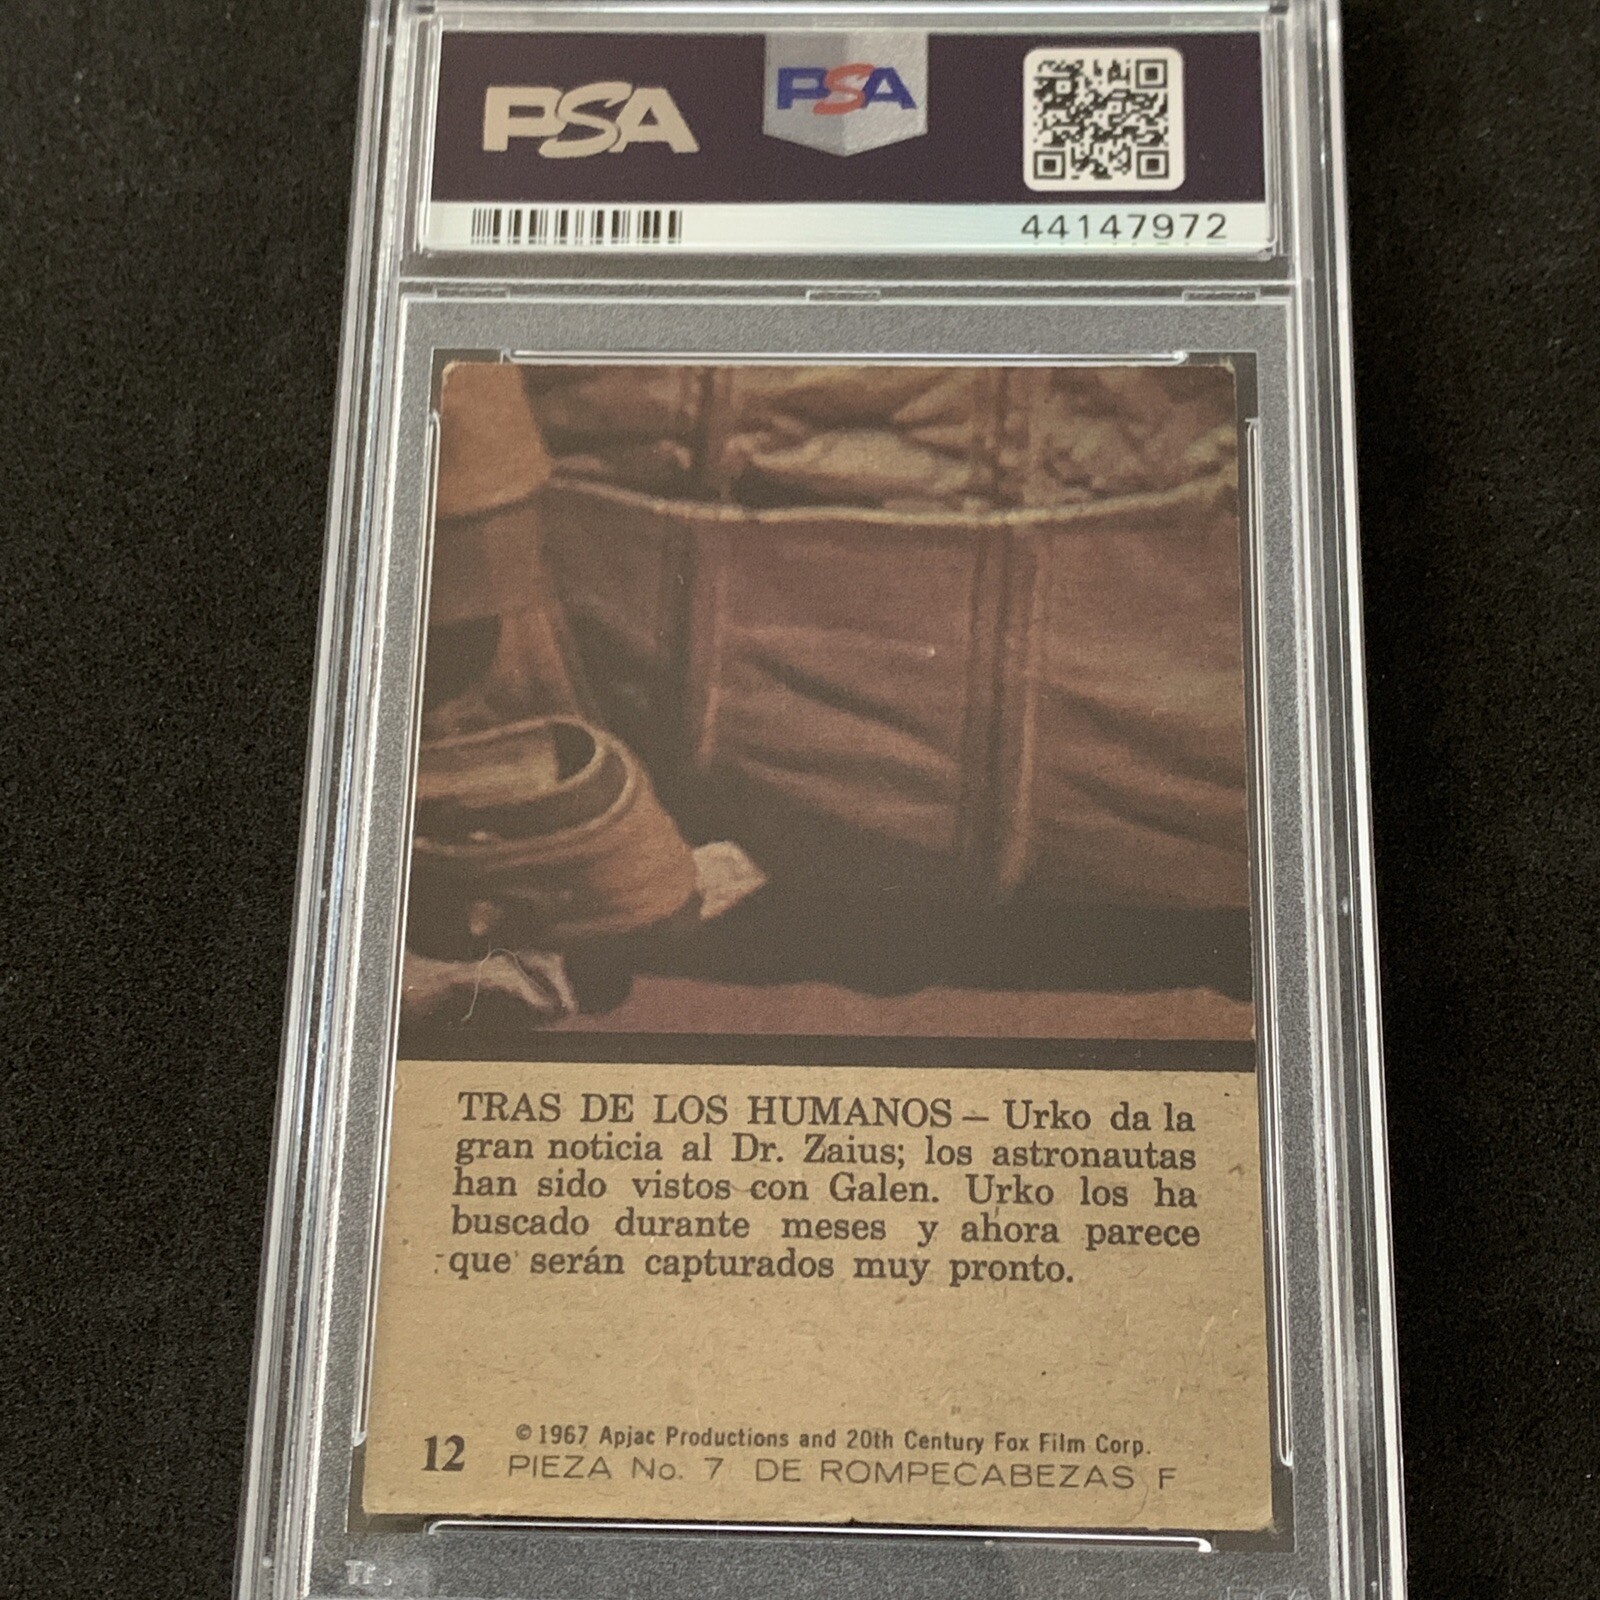 PSA
PSA
44147972
TRAS DE LOS HUMANOS – Urko da la
gran noticia al Dr. Zaius; los astronautas
han sido vistos con Galen. Urko los ha
buscado durante meses y ahora parece
que serán capturados muy pronto.
12
© 1967 Apjac Productions and 20th Century Fox Film Corp.
PIEZA No. 7 DE ROMPECABEZAS F